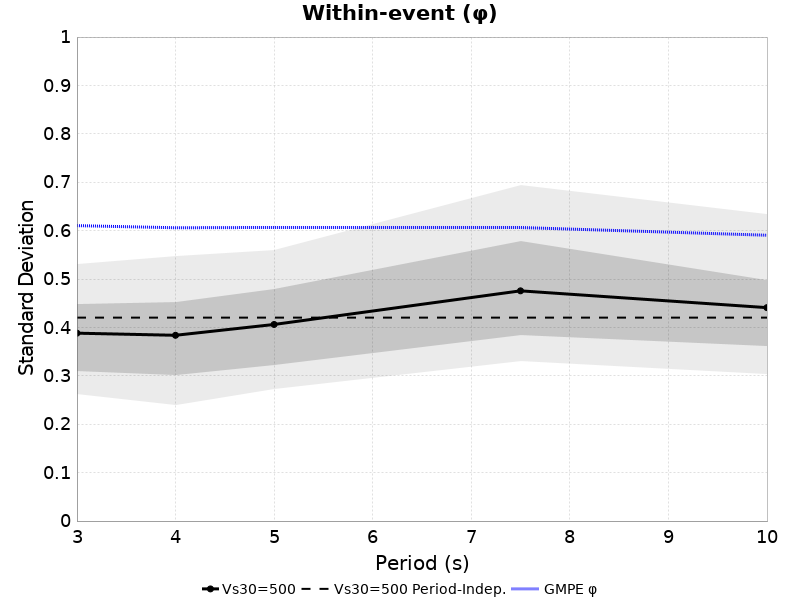 Within-event (φ)
1
0.9
0.8
0.7
0.6
0.5
0.4
0.3
0.2
0.1
0
Standard Deviation
3 4 5 6 7 8 9 10
Period (s)
Vs30=500 Vs30=500 Period-Indep. GMPE φ